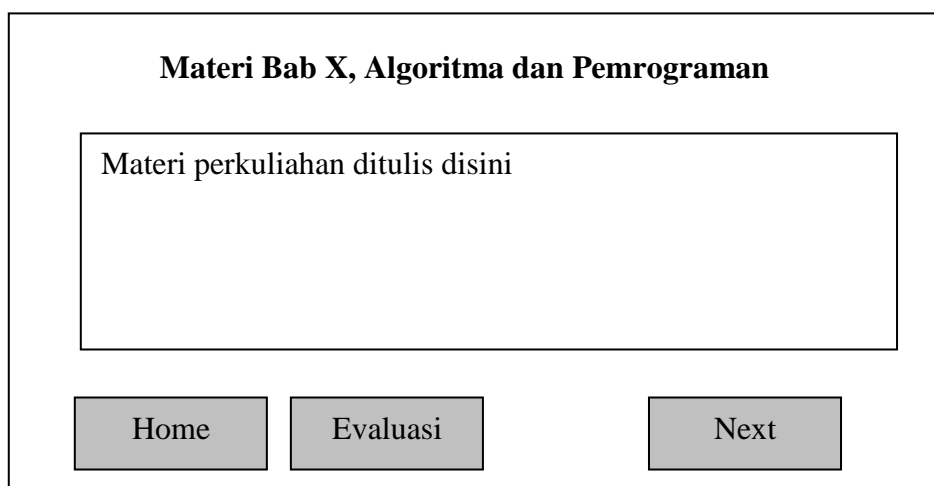 Materi Bab X, Algoritma dan Pemrograman
Materi perkuliahan ditulis disini
Home Evaluasi Next